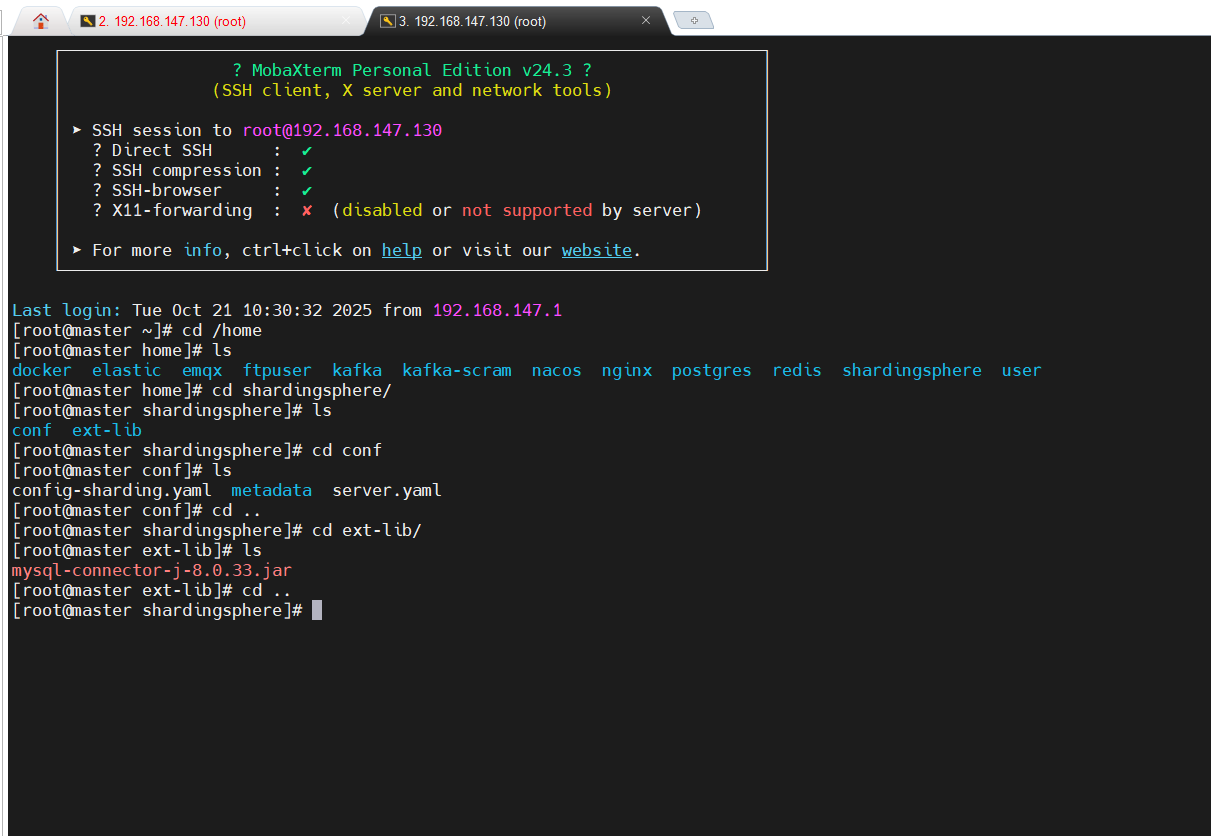 2. 192.168.147.130 (root)
3. 192.168.147.130 (root)
? MobaXterm Personal Edition v24.3 ?
(SSH client, X server and network tools)
➤ SSH session to root@192.168.147.130
? Direct SSH : ✔
? SSH compression : ✔
? SSH-browser : ✔
? X11-forwarding : ✘ (disabled or not supported by server)
➤ For more info, ctrl+click on help or visit our website.
Last login: Tue Oct 21 10:30:32 2025 from 192.168.147.1
[root@master ~]# cd /home
[root@master home]# ls
docker elastic emqx ftpuser kafka kafka-scram nacos nginx postgres redis shardingsphere user
[root@master home]# cd shardingsphere/
[root@master shardingsphere]# ls
conf ext-lib
[root@master shardingsphere]# cd conf
[root@master conf]# ls
config-sharding.yaml metadata server.yaml
[root@master conf]# cd ..
[root@master shardingsphere]# cd ext-lib/
[root@master ext-lib]# ls
mysql-connector-j-8.0.33.jar
[root@master ext-lib]# cd ..
[root@master shardingsphere]#